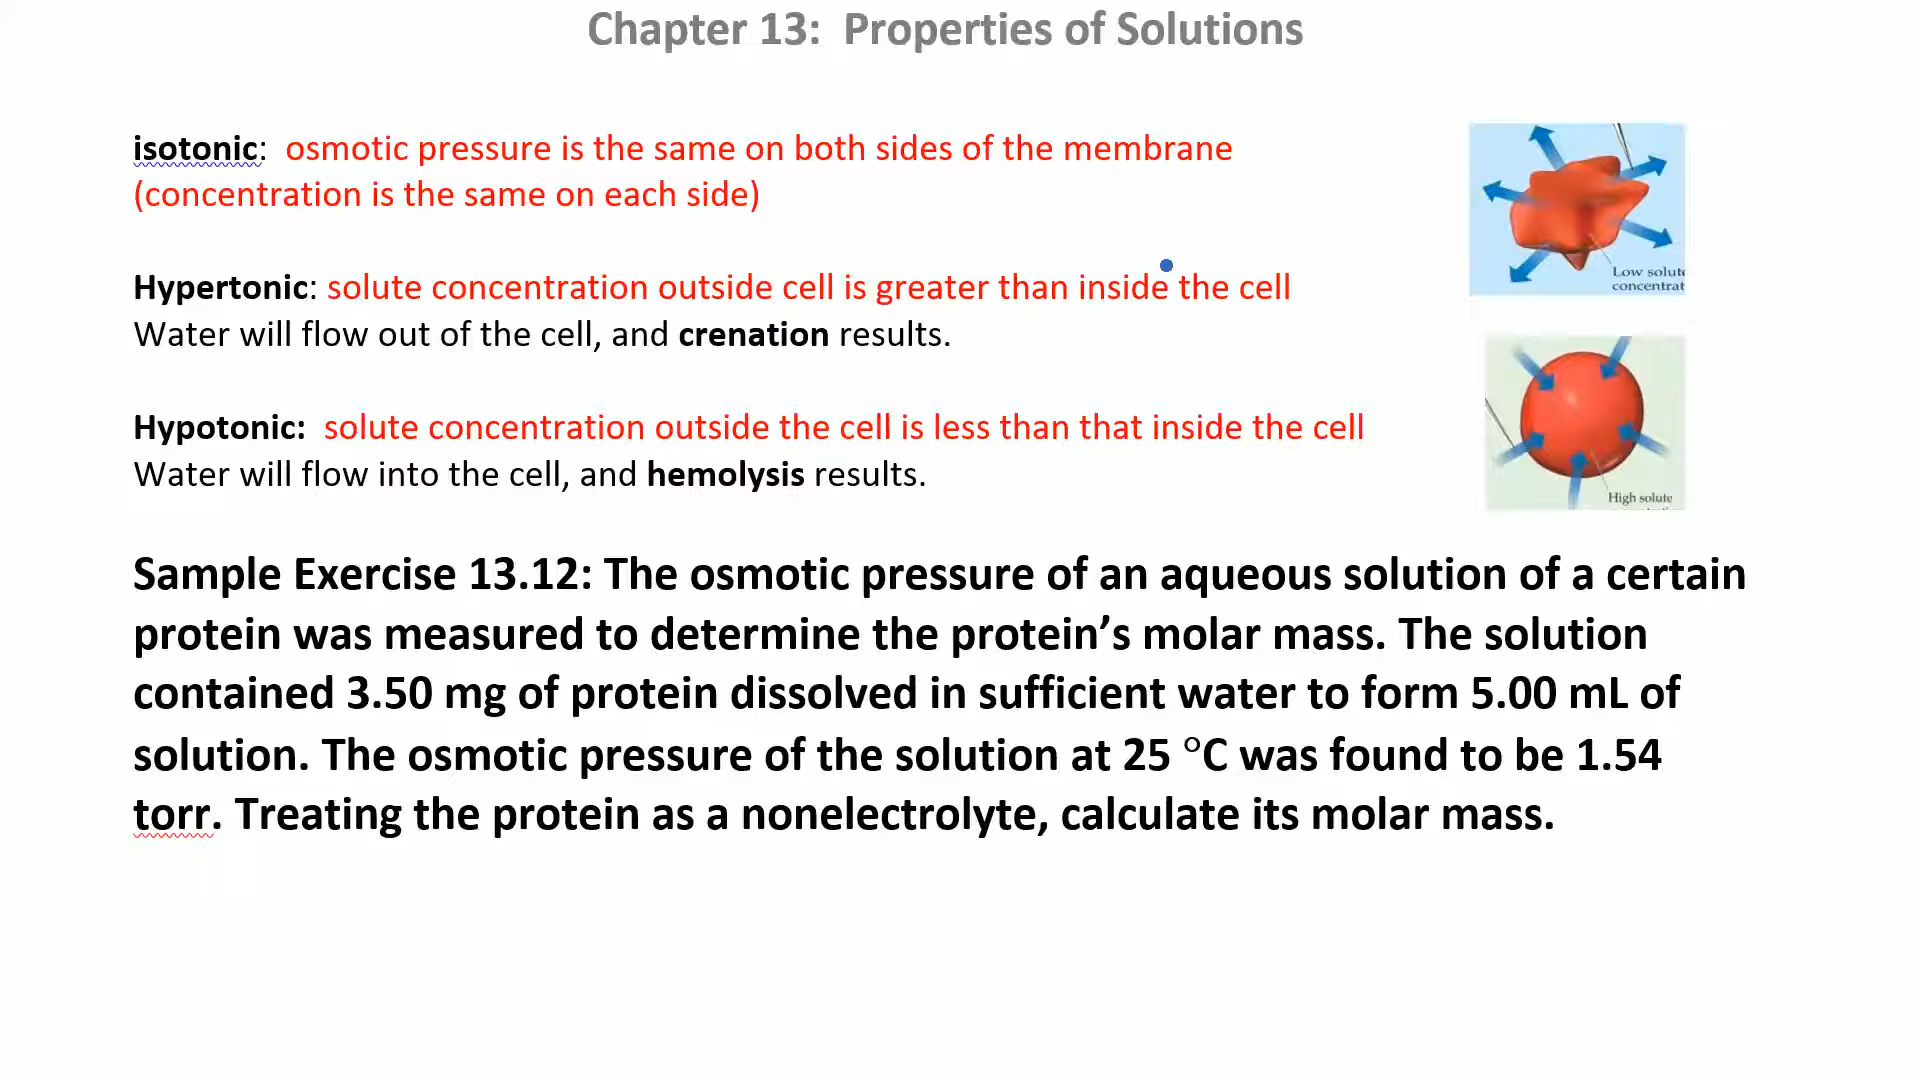 Chapter 13: Properties of Solutions
isotonic: osmotic pressure is the same on both sides of the membrane
(concentration is the same on each side)
Low solute
concentrat
Hypertonic: solute concentration outside cell is greater than inside the cell
Water will flow out of the cell, and crenation results.
Hypotonic: solute concentration outside the cell is less than that inside the cell
Water will flow into the cell, and hemolysis results.
High solute
Sample Exercise 13.12: The osmotic pressure of an aqueous solution of a certain
protein was measured to determine the protein’s molar mass. The solution
contained 3.50 mg of protein dissolved in sufficient water to form 5.00 mL of
solution. The osmotic pressure of the solution at 25 °C was found to be 1.54
torr. Treating the protein as a nonelectrolyte, calculate its molar mass.